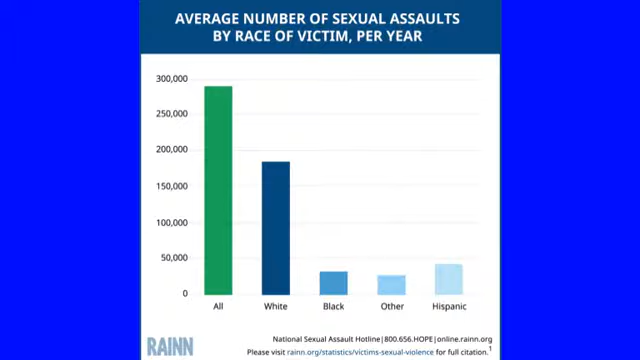 AVERAGE NUMBER OF SEXUAL ASSAULTS
BY RACE OF VICTIM, PER YEAR
300,000
250,000
200,000
150,000
100,000
50,000
0
All White Black Other Hispanic
National Sexual Assault Hotline|800.656.HOPE|online.rainn.org
RAINN
Please visit rainn.org/statistics/victims-sexual-violence for full citation.1